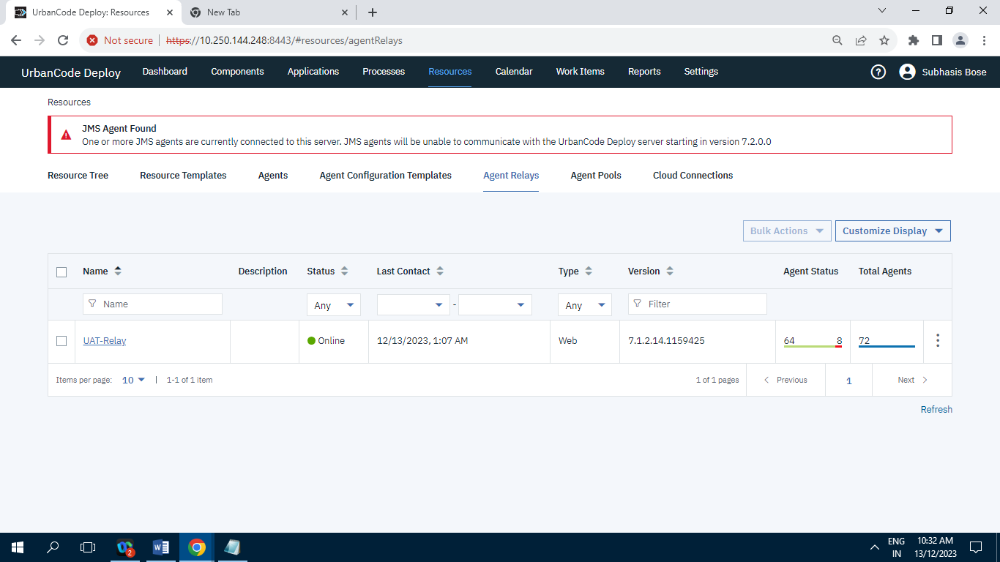 UrbanCode Deploy: Resources
New Tab
Not secure
https://10.250.144.248:8443/#resources/agentRelays
UrbanCode Deploy Dashboard Components Applications Processes Resources Calendar Work Items Reports Settings
Subhasis Bose
Resources
JMS Agent Found
One or more JMS agents are currently connected to this server. JMS agents will be unable to communicate with the UrbanCode Deploy server starting in version 7.2.0.0
Resource Tree Resource Templates Agents Agent Configuration Templates Agent Relays Agent Pools Cloud Connections
Bulk Actions Customize Display
Name Description Status Last Contact Type Version Agent Status Total Agents
Name Any - Any Filter
UAT-Relay Online 12/13/2023, 1:07 AM Web 7.1.2.14.1159425 64 8 72
Items per page: 10 | 1-1 of 1 item 1 of 1 pages Previous 1 Next
Refresh
2
ENG 10:32 AM
IN 13/12/2023